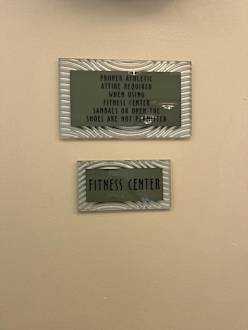 PROPER ATHLETIC
ATTIRE REQUIRED
WHEN USING
FITNESS CENTER
SANDALS OR OPEN TOE
SHOES ARE NOT PERMITTED
FITNESS CENTER